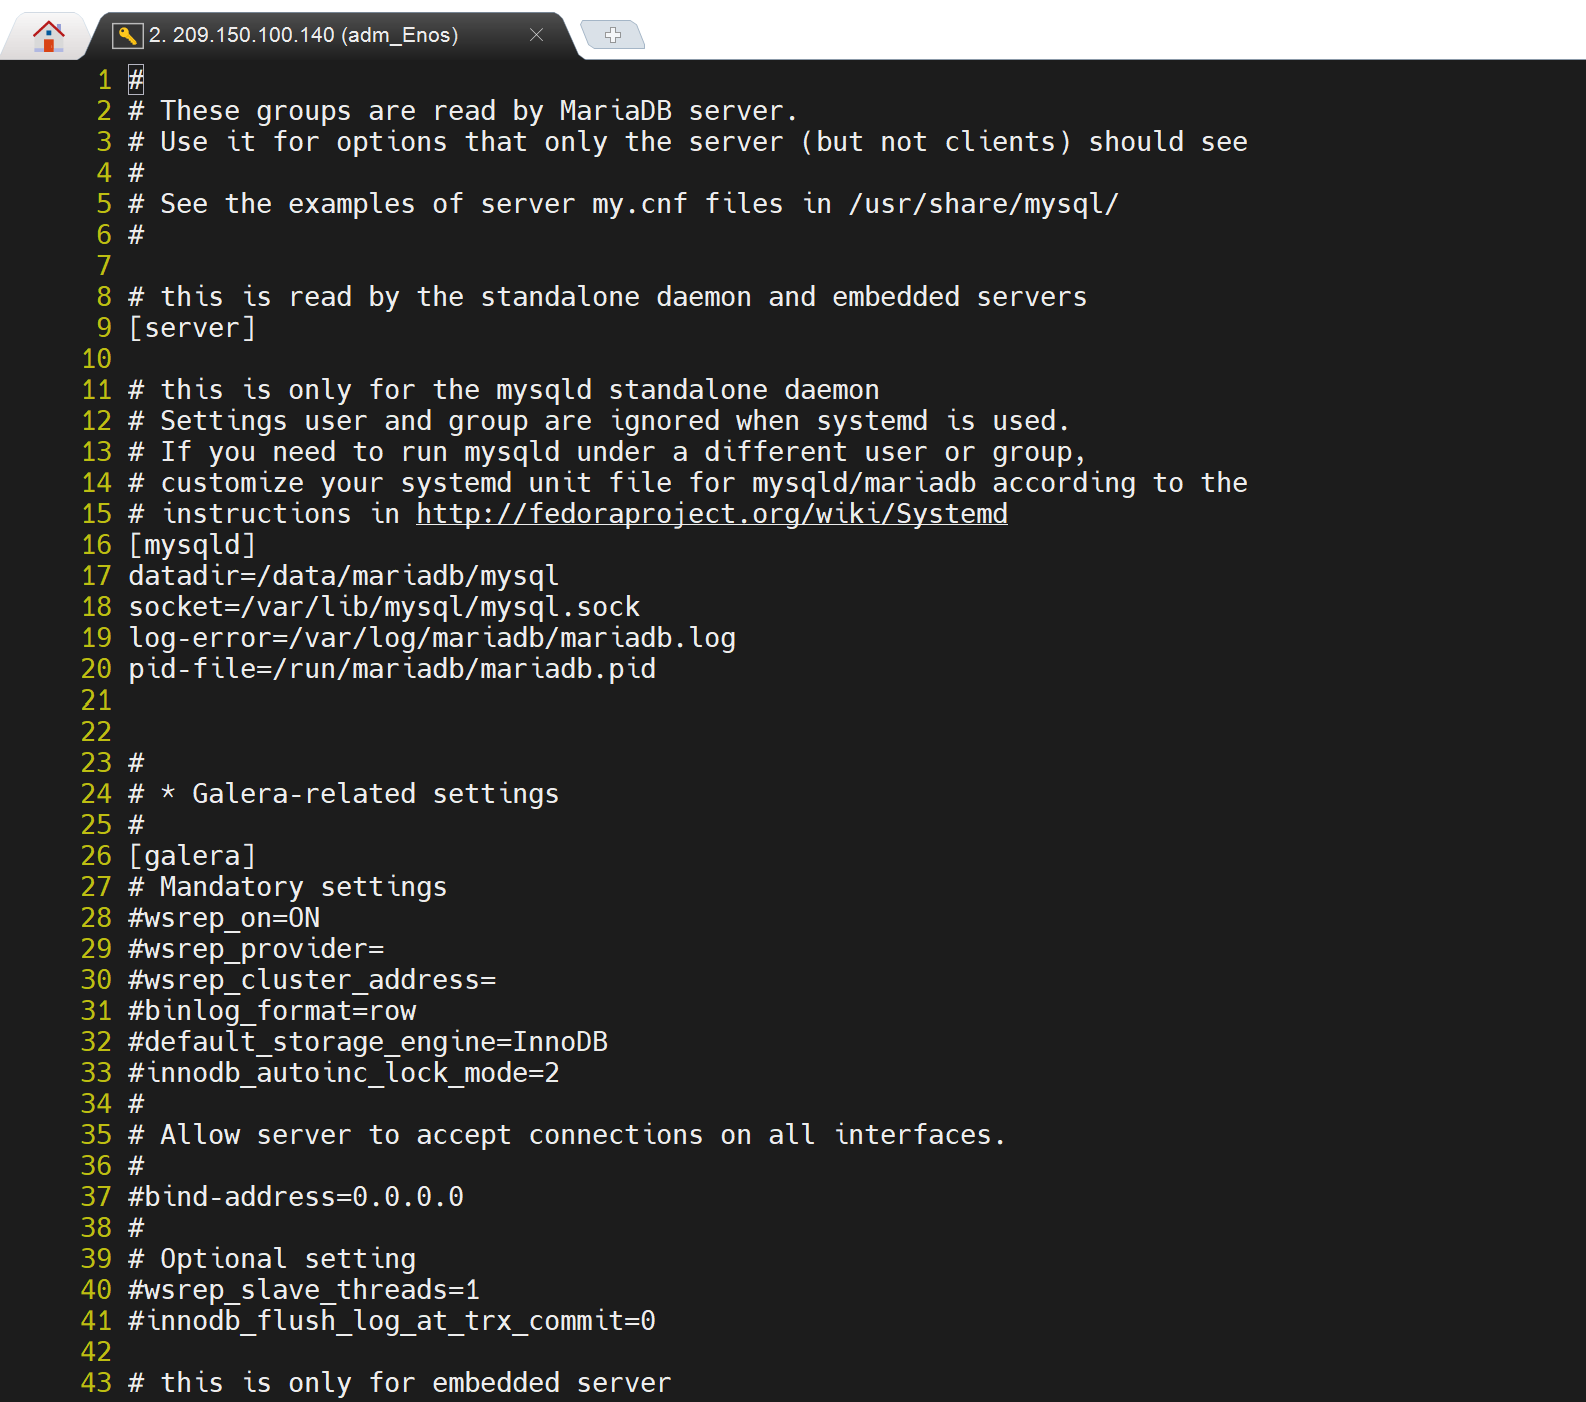 2. 209.150.100.140 (adm_Enos)
1 #
2 # These groups are read by MariaDB server.
3 # Use it for options that only the server (but not clients) should see
4 #
5 # See the examples of server my.cnf files in /usr/share/mysql/
6 #
7
8 # this is read by the standalone daemon and embedded servers
9 [server]
10
11 # this is only for the mysqld standalone daemon
12 # Settings user and group are ignored when systemd is used.
13 # If you need to run mysqld under a different user or group,
14 # customize your systemd unit file for mysqld/mariadb according to the
15 # instructions in http://fedoraproject.org/wiki/Systemd
16 [mysqld]
17 datadir=/data/mariadb/mysql
18 socket=/var/lib/mysql/mysql.sock
19 log-error=/var/log/mariadb/mariadb.log
20 pid-file=/run/mariadb/mariadb.pid
21
22
23 #
24 # * Galera-related settings
25 #
26 [galera]
27 # Mandatory settings
28 #wsrep_on=ON
29 #wsrep_provider=
30 #wsrep_cluster_address=
31 #binlog_format=row
32 #default_storage_engine=InnoDB
33 #innodb_autoinc_lock_mode=2
34 #
35 # Allow server to accept connections on all interfaces.
36 #
37 #bind-address=0.0.0.0
38 #
39 # Optional setting
40 #wsrep_slave_threads=1
41 #innodb_flush_log_at_trx_commit=0
42
43 # this is only for embedded server